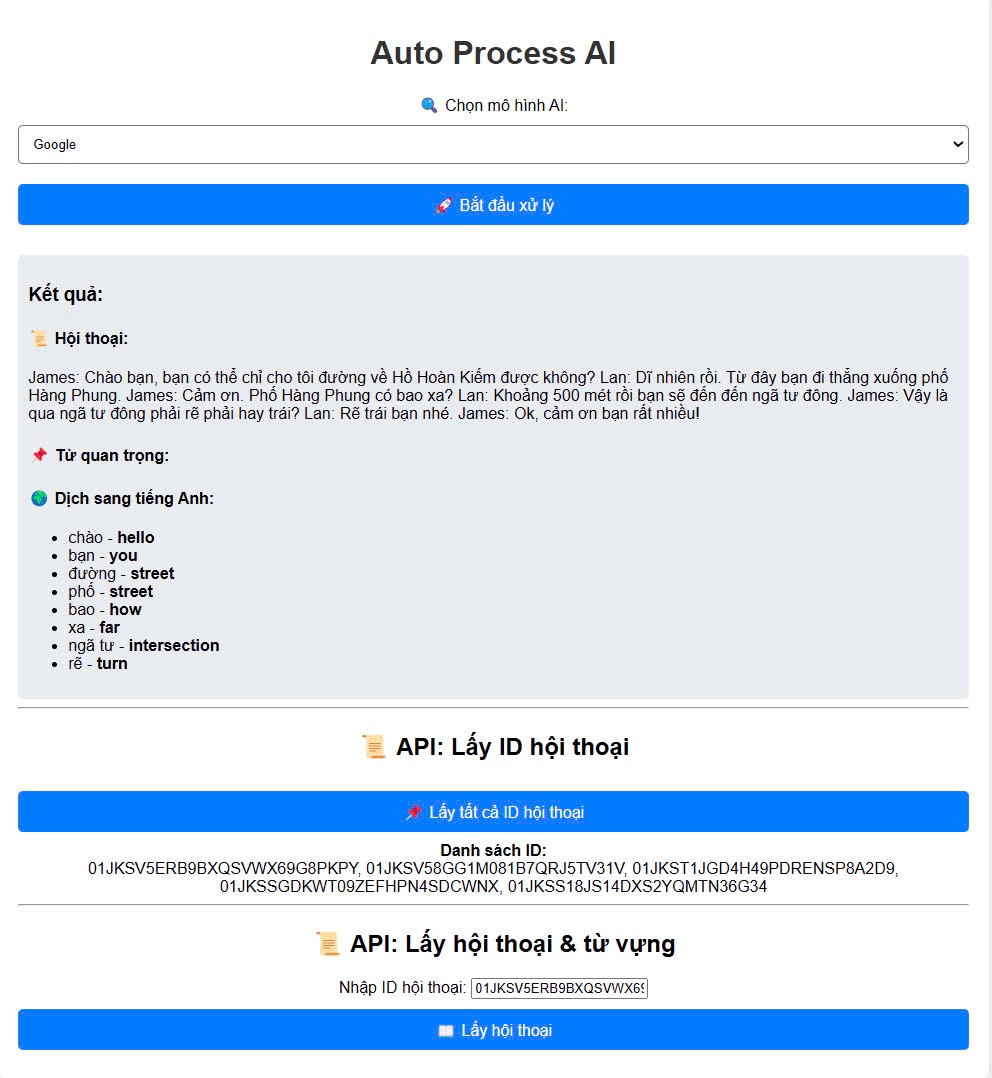 Auto Process AI
🔍 Chọn mô hình AI:
Google
🚀 Bắt đầu xử lý
Kết quả:
📜 Hội thoại:
James: Chào bạn, bạn có thể chỉ cho tôi đường về Hồ Hoàn Kiếm được không? Lan: Dĩ nhiên rồi. Từ đây bạn đi thẳng xuống phố
Hàng Phung. James: Cảm ơn. Phố Hàng Phung có bao xa? Lan: Khoảng 500 mét rồi bạn sẽ đến đến ngã tư đông. James: Vậy là
qua ngã tư đông phải rẽ phải hay trái? Lan: Rẽ trái bạn nhé. James: Ok, cảm ơn bạn rất nhiều!
📌 Từ quan trọng:
🌍 Dịch sang tiếng Anh:
• chào - hello
• bạn - you
• đường - street
• phố - street
• bao - how
• xa - far
• ngã tư - intersection
• rẽ - turn
📜 API: Lấy ID hội thoại
📌 Lấy tất cả ID hội thoại
Danh sách ID:
01JKSV5ERB9BXQSVWX69G8PKPY, 01JKSV58GG1M081B7QRJ5TV31V, 01JKST1JGD4H49PDRENSP8A2D9,
01JKSSGDKWT09ZEFHPN4SDCWNX, 01JKSS18JS14DXS2YQMTN36G34
📜 API: Lấy hội thoại & từ vựng
Nhập ID hội thoại: 01JKSV5ERB9BXQSVWX69
📖 Lấy hội thoại